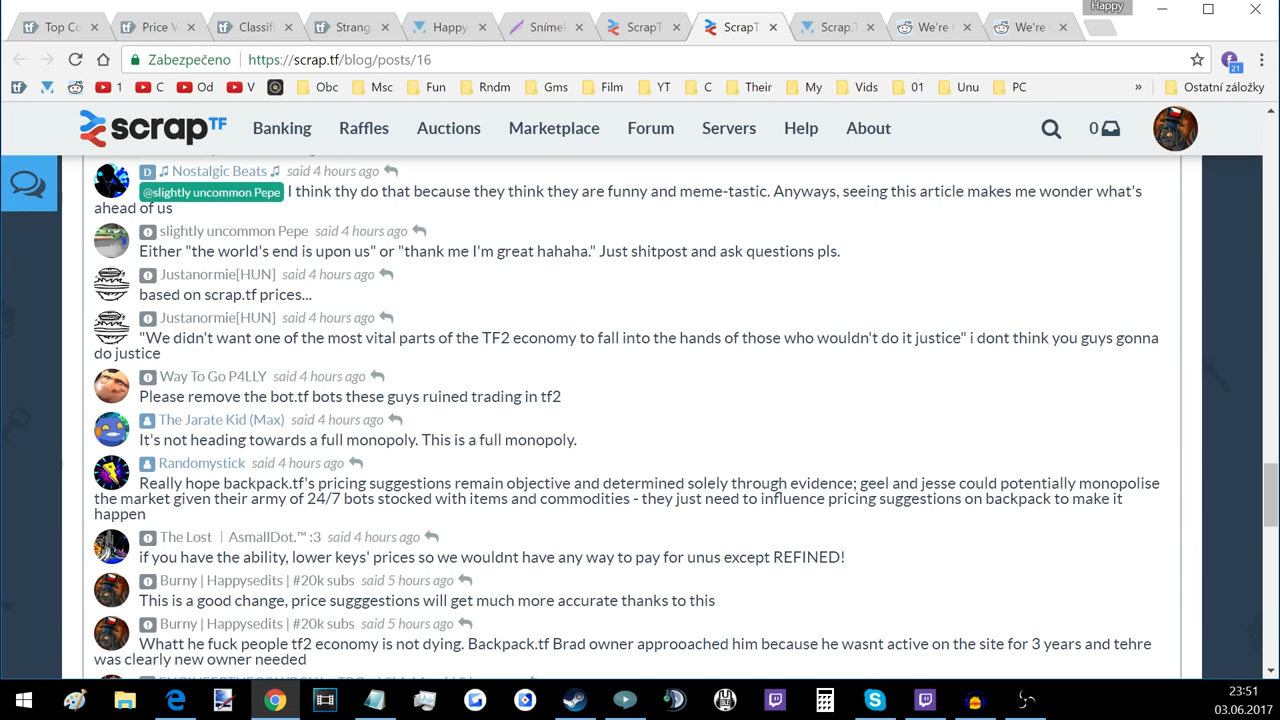 Happy
Top Co
Price V
Classifi
Strang
Happy
Snimek
ScrapT
ScrapT
Scrap.T
We're
We're
Zabezpečeno
https://scrap.tf/blog/posts/16
21
1
C
Od
V
Obc
Msc
Fun
Rndm
Gms
Film
YT
C
Their
My
Vids
01
Unu
PC
»
Ostatní záložky
scrap TF
Banking
Raffles
Auctions
Marketplace
Forum
Servers
Help
About
0
D ♫ Nostalgic Beats ♫ said 4 hours ago
@slightly uncommon Pepe I think thy do that because they think they are funny and meme-tastic. Anyways, seeing this article makes me wonder what's
ahead of us
slightly uncommon Pepe said 4 hours ago
Either "the world's end is upon us" or "thank me I'm great hahaha." Just shitpost and ask questions pls.
Justanormie[HUN] said 4 hours ago
based on scrap.tf prices...
Justanormie[HUN] said 4 hours ago
"We didn't want one of the most vital parts of the TF2 economy to fall into the hands of those who wouldn't do it justice" i dont think you guys gonna
do justice
Way To Go P4LLY said 4 hours ago
Please remove the bot.tf bots these guys ruined trading in tf2
The Jarate Kid (Max) said 4 hours ago
It's not heading towards a full monopoly. This is a full monopoly.
Randomystick said 4 hours ago
Really hope backpack.tf's pricing suggestions remain objective and determined solely through evidence; geel and jesse could potentially monopolise
the market given their army of 24/7 bots stocked with items and commodities - they just need to influence pricing suggestions on backpack to make it
happen
The Lost | AsmallDot.™ :3 said 4 hours ago
if you have the ability, lower keys' prices so we wouldnt have any way to pay for unus except REFINED!
Burny | Happysedits | #20k subs said 5 hours ago
This is a good change, price sugggestions will get much more accurate thanks to this
Burny | Happysedits | #20k subs said 5 hours ago
Whatt he fuck people tf2 economy is not dying. Backpack.tf Brad owner approoached him because he wasnt active on the site for 3 years and tehre
was clearly new owner needed
23:51
03.06.2017